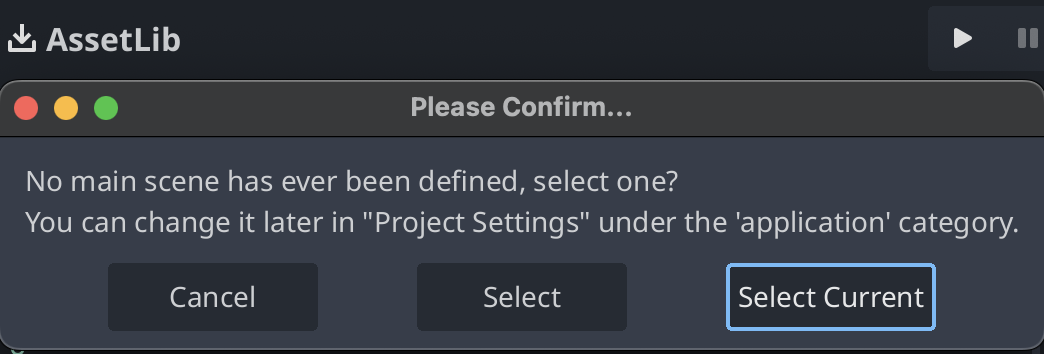 AssetLib
Please Confirm...
No main scene has ever been defined, select one?
You can change it later in "Project Settings" under the 'application' category.
Cancel Select Select Current